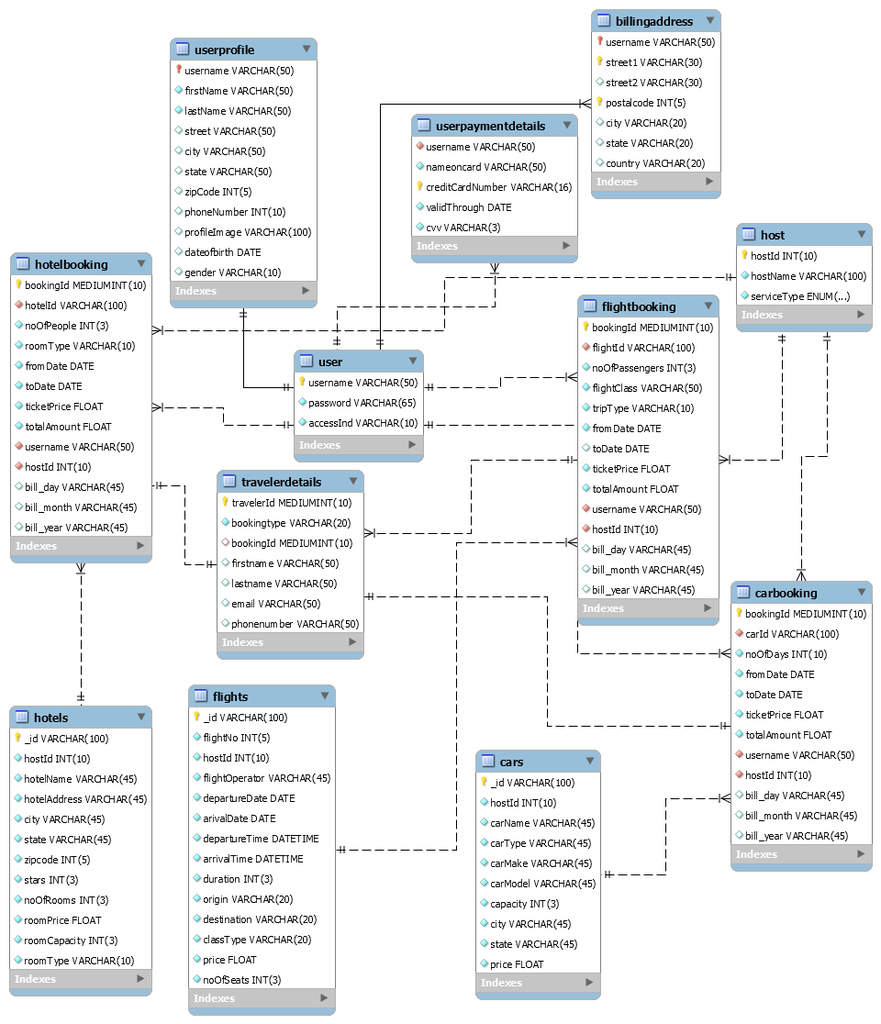 billingaddress
username VARCHAR(50)
street1 VARCHAR(30)
street2 VARCHAR(30)
postalcode INT(5)
city VARCHAR(20)
state VARCHAR(20)
country VARCHAR(20)
Indexes
userprofile
username VARCHAR(50)
firstName VARCHAR(50)
lastName VARCHAR(50)
street VARCHAR(50)
city VARCHAR(50)
state VARCHAR(50)
zipCode INT(5)
phoneNumber INT(10)
profileImage VARCHAR(100)
dateofbirth DATE
gender VARCHAR(10)
Indexes
userpaymentdetails
username VARCHAR(50)
nameoncard VARCHAR(50)
creditCardNumber VARCHAR(16)
validThrough DATE
cvv VARCHAR(3)
Indexes
host
hostId INT(10)
hostName VARCHAR(100)
serviceType ENUM(...)
Indexes
hotelbooking
bookingId MEDIUMINT(10)
hotelId VARCHAR(100)
noOfPeople INT(3)
roomType VARCHAR(10)
fromDate DATE
toDate DATE
ticketPrice FLOAT
totalAmount FLOAT
username VARCHAR(50)
hostId INT(10)
bill_day VARCHAR(45)
bill_month VARCHAR(45)
bill_year VARCHAR(45)
Indexes
flightbooking
bookingId MEDIUMINT(10)
flightId VARCHAR(100)
noOfPassengers INT(3)
flightClass VARCHAR(50)
tripType VARCHAR(10)
fromDate DATE
toDate DATE
ticketPrice FLOAT
totalAmount FLOAT
username VARCHAR(50)
hostId INT(10)
bill_day VARCHAR(45)
bill_month VARCHAR(45)
bill_year VARCHAR(45)
Indexes
user
username VARCHAR(50)
password VARCHAR(65)
accessInd VARCHAR(10)
Indexes
travelerdetails
travelerId MEDIUMINT(10)
bookingtype VARCHAR(20)
bookingId MEDIUMINT(10)
firstname VARCHAR(50)
lastname VARCHAR(50)
email VARCHAR(50)
phonenumber VARCHAR(50)
Indexes
carbooking
bookingId MEDIUMINT(10)
carId VARCHAR(100)
noOfDays INT(10)
fromDate DATE
toDate DATE
ticketPrice FLOAT
totalAmount FLOAT
username VARCHAR(50)
hostId INT(10)
bill_day VARCHAR(45)
bill_month VARCHAR(45)
bill_year VARCHAR(45)
Indexes
hotels
_id VARCHAR(100)
hostId INT(10)
hotelName VARCHAR(45)
hotelAddress VARCHAR(45)
city VARCHAR(45)
state VARCHAR(45)
zipcode INT(5)
stars INT(3)
noOfRooms INT(3)
roomPrice FLOAT
roomCapacity INT(3)
roomType VARCHAR(10)
Indexes
flights
_id VARCHAR(100)
flightNo INT(5)
hostId INT(10)
flightOperator VARCHAR(45)
departureDate DATE
arivalDate DATE
departureTime DATETIME
arrivalTime DATETIME
duration INT(3)
origin VARCHAR(20)
destination VARCHAR(20)
classType VARCHAR(20)
price FLOAT
noOfSeats INT(3)
Indexes
cars
_id VARCHAR(100)
hostId INT(10)
carName VARCHAR(45)
carType VARCHAR(45)
carMake VARCHAR(45)
carModel VARCHAR(45)
capacity INT(3)
city VARCHAR(45)
state VARCHAR(45)
price FLOAT
Indexes